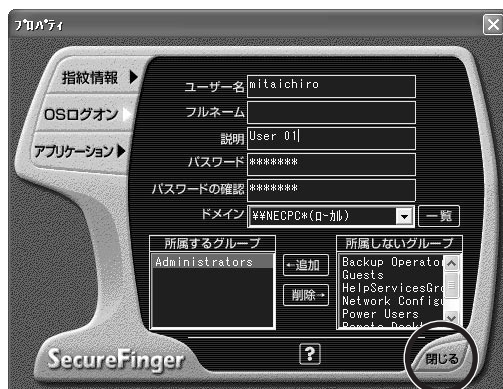 プロパティ
指紋情報
OSログオン
アプリケーション
ユーザー名 mitaichiro
フルネーム
説明 User 01
パスワード *******
パスワードの確認 *******
ドメイン ¥¥NECPC*(ローカル) 一覧
所属するグループ
Administrators
←追加
削除→
所属しないグループ
Backup Operato
Guests
HelpServicesGro
Network Configu
Power Users
Remote Deskt
SecureFinger
?
閉じる